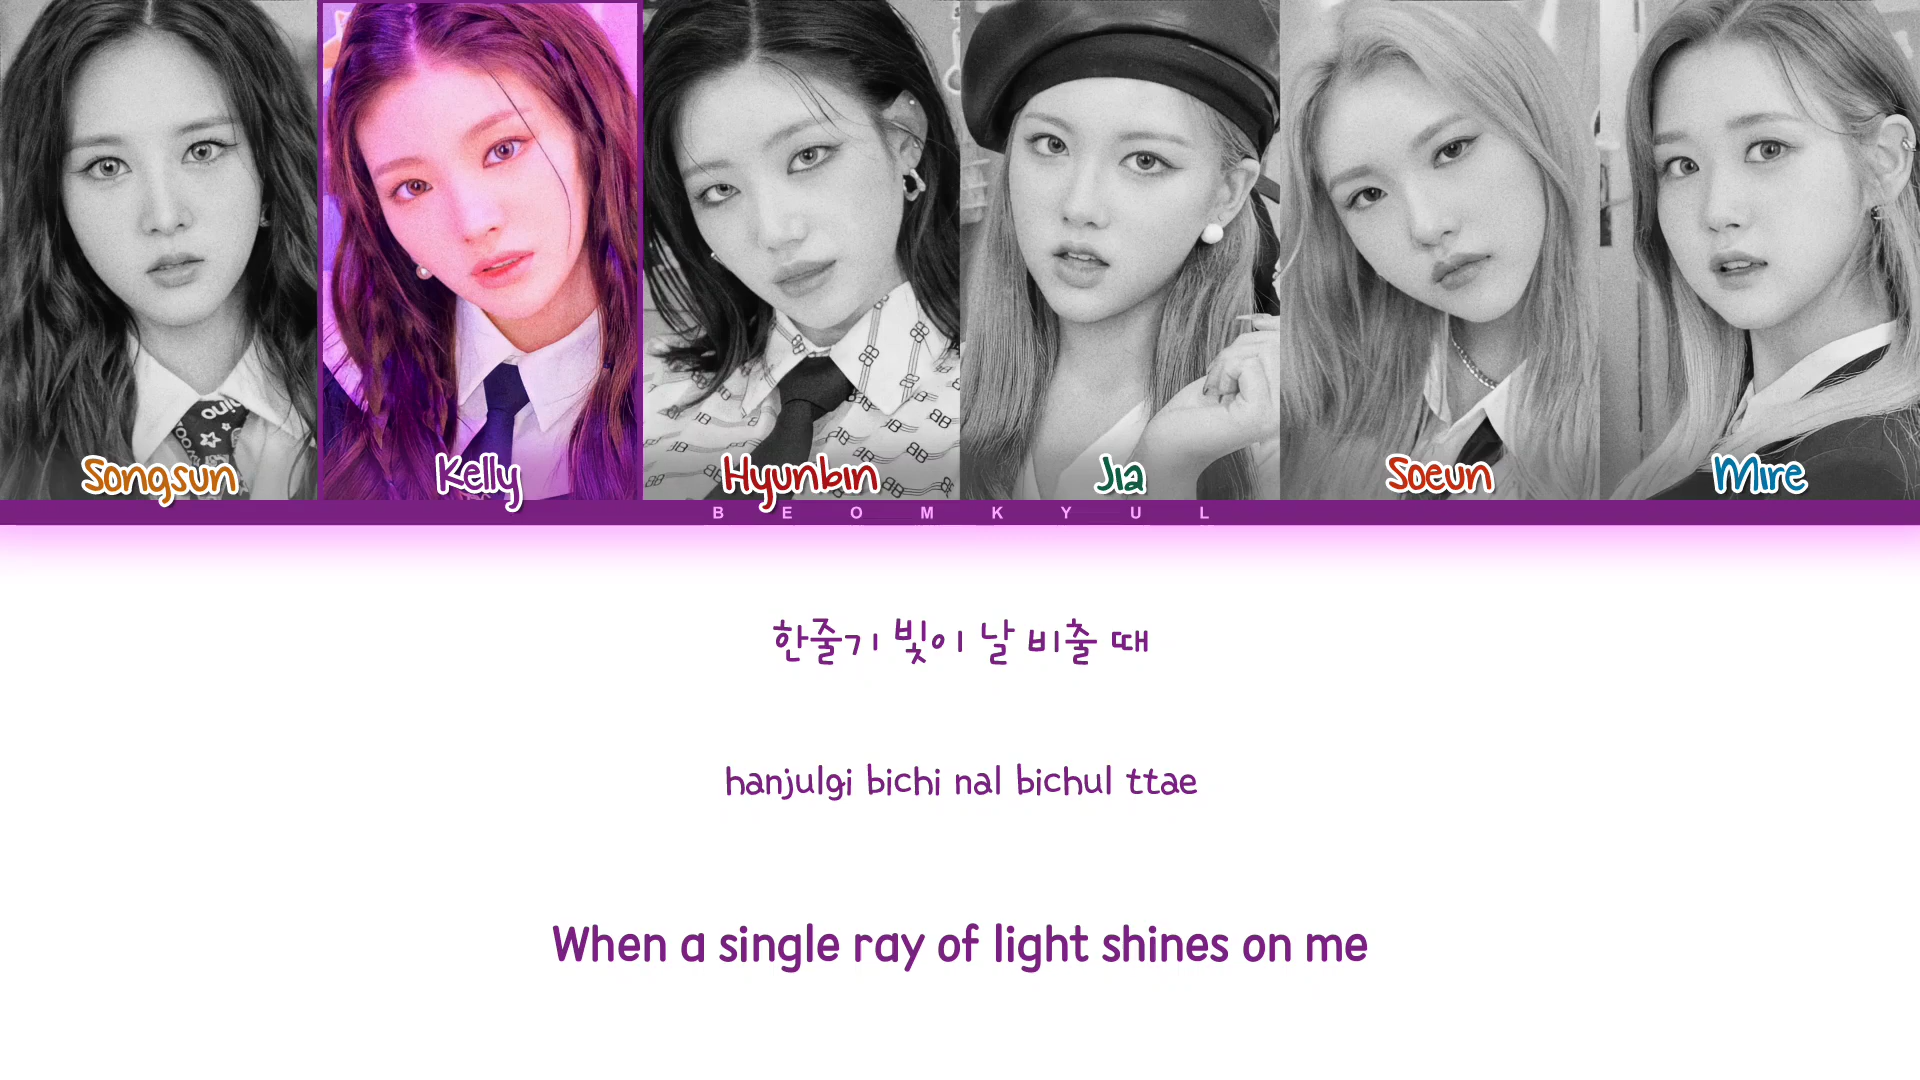 Songsun Kelly Hyunbin Jia Soeun Mire
BEOMKYUL
한줄기 빛이 날 비출 때
hanjulgi bichi nal bichul ttae
When a single ray of light shines on me